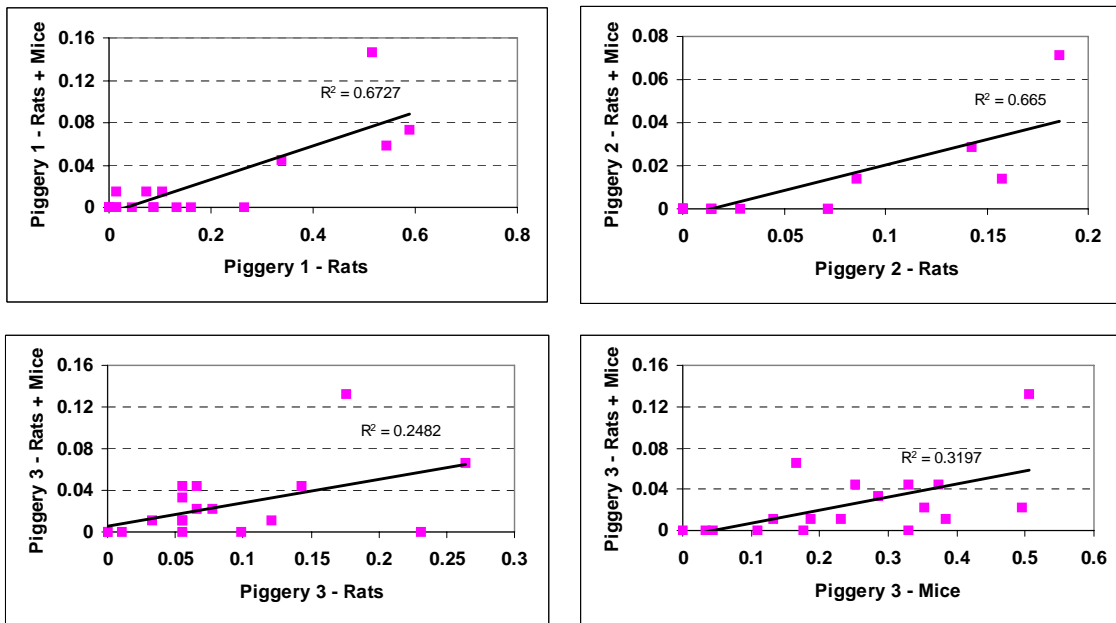 Piggery 1 - Rats + Mice
0.16
0.12
0.08
0.04
0
R² = 0.6727
0 0.2 0.4 0.6 0.8
Piggery 1 - Rats
Piggery 2 - Rats + Mice
0.08
0.06
0.04
0.02
0
R² = 0.665
0 0.05 0.1 0.15 0.2
Piggery 2 - Rats
Piggery 3 - Rats + Mice
0.16
0.12
0.08
0.04
0
R² = 0.2482
0 0.05 0.1 0.15 0.2 0.25 0.3
Piggery 3 - Rats
Piggery 3 - Rats + Mice
0.16
0.12
0.08
0.04
0
R² = 0.3197
0 0.1 0.2 0.3 0.4 0.5 0.6
Piggery 3 - Mice